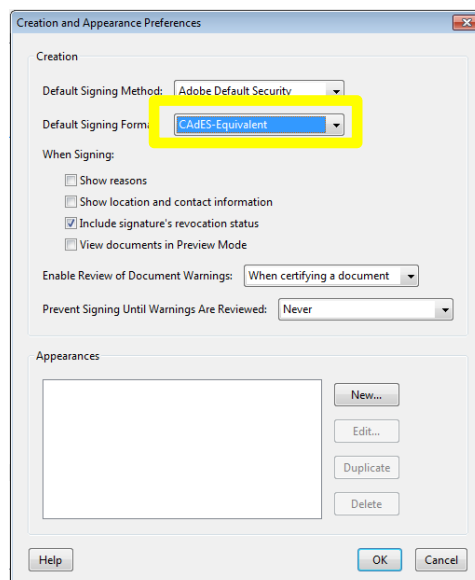 Creation and Appearance Preferences
Creation
Default Signing Method: Adobe Default Security
Default Signing Forma CAdES-Equivalent
When Signing:
Show reasons
Show location and contact information
Include signature's revocation status
View documents in Preview Mode
Enable Review of Document Warnings: When certifying a document
Prevent Signing Until Warnings Are Reviewed: Never
Appearances
New...
Edit...
Duplicate
Delete
Help OK Cancel